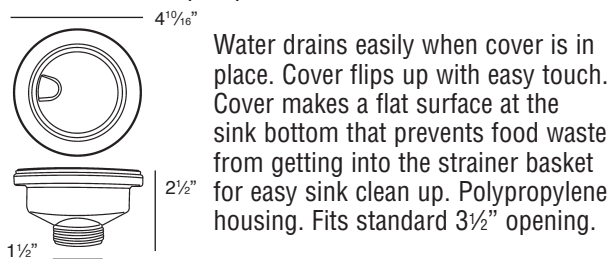 4 10/16”
Water drains easily when cover is in
place. Cover flips up with easy touch.
Cover makes a flat surface at the
sink bottom that prevents food waste
from getting into the strainer basket
for easy sink clean up. Polypropylene
housing. Fits standard 3½” opening.
2½”
1½”